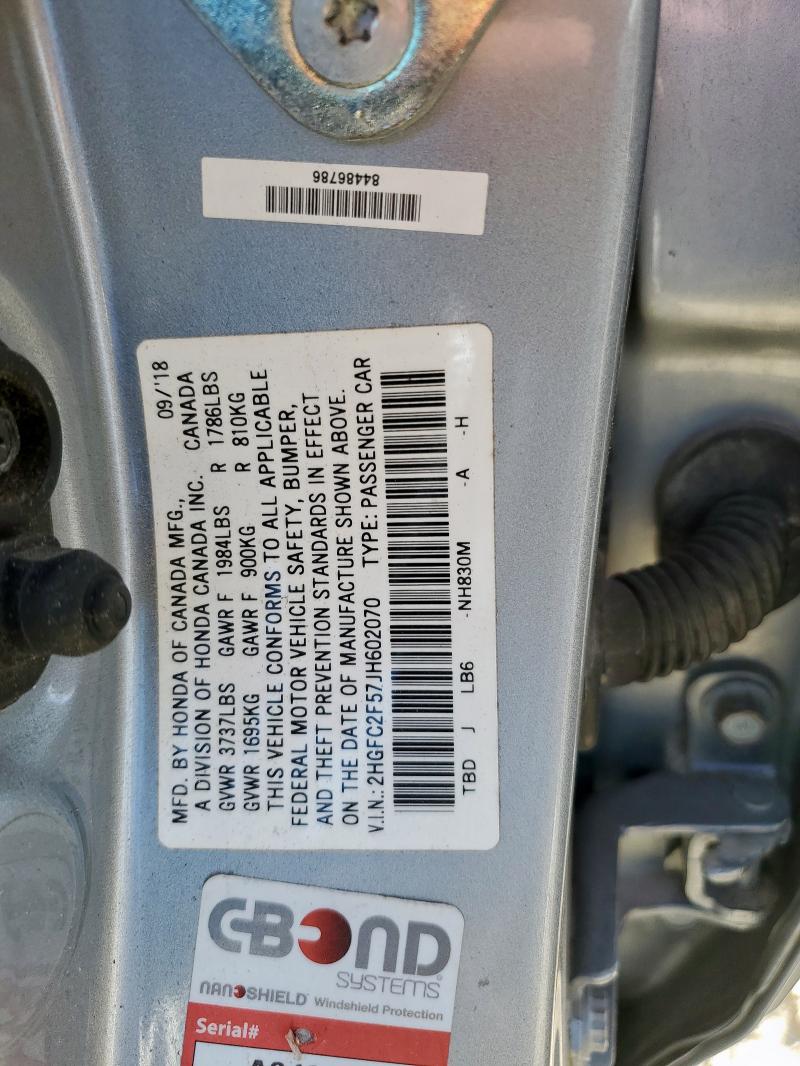 84486786
MFD. BY HONDA OF CANADA MFG., 09/'18
A DIVISION OF HONDA CANADA INC. CANADA
GVWR 3737LBS GAWR F 1984LBS R 1786LBS
GVWR 1695KG GAWR F 900KG R 810KG
THIS VEHICLE CONFORMS TO ALL APPLICABLE
FEDERAL MOTOR VEHICLE SAFETY, BUMPER,
AND THEFT PREVENTION STANDARDS IN EFFECT
ON THE DATE OF MANUFACTURE SHOWN ABOVE.
V.I.N.: 2HGFC2F57JH602070 TYPE: PASSENGER CAR
TBD J LB6 -NH830M -A -H
C-BOND
SYSTEMS
NANOSHIELD Windshield Protection
Serial#